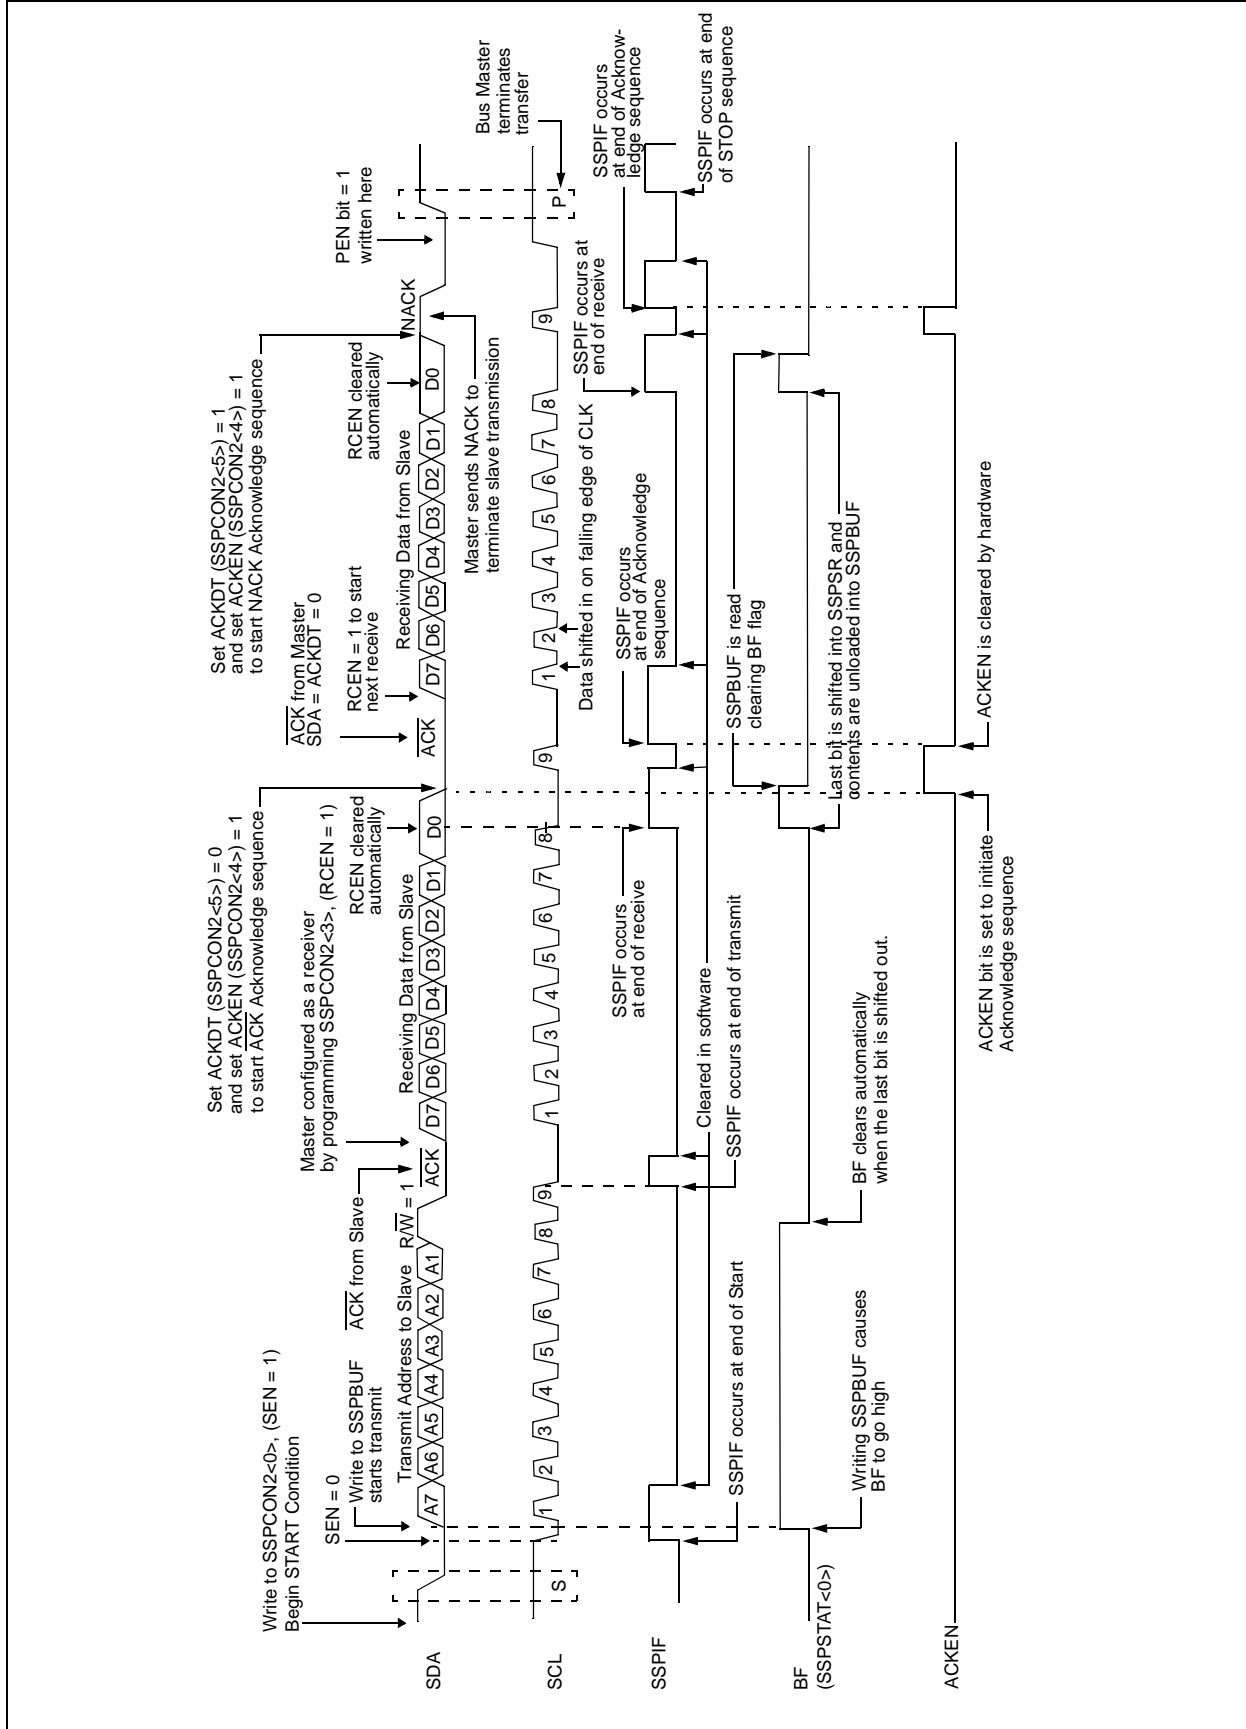 Write to SSPCON2<0>, (SEN = 1)
Begin START Condition
SEN = 0
Write to SSPBUF
starts transmit
Transmit Address to Slave
R/W = 1
ACK from Slave
Master configured as a receiver
by programming SSPCON2<3>, (RCEN = 1)
Set ACKDT (SSPCON2<5>) = 0
and set ACKEN (SSPCON2<4>) = 1
to start ACK Acknowledge sequence
Receiving Data from Slave
RCEN cleared
automatically
ACK from Master
SDA = ACKDT = 0
RCEN = 1 to start
next receive
Set ACKDT (SSPCON2<5>) = 1
and set ACKEN (SSPCON2<4>) = 1
to start NACK Acknowledge sequence
Receiving Data from Slave
RCEN cleared
automatically
PEN bit = 1
written here
SDA
A7 A6 A5 A4 A3 A2 A1
ACK
D7 D6 D5 D4 D3 D2 D1 D0
ACK
D7 D6 D5 D4 D3 D2 D1 D0
NACK
Master sends NACK to
terminate slave transmission
Bus Master
terminates
transfer
SCL
S
1 2 3 4 5 6 7 8 9
1 2 3 4 5 6 7 8 9
1 2 3 4 5 6 7 8 9
P
Data shifted in on falling edge of CLK
SSPIF occurs
at end of receive
SSPIF occurs
at end of Acknowledge
sequence
SSPIF occurs at
end of receive
SSPIF occurs
at end of Acknow-
ledge sequence
SSPIF
SSPIF occurs at end of Start
Cleared in software
SSPIF occurs at end of transmit
SSPIF occurs at end
of STOP sequence
SSPBUF is read
clearing BF flag
BF
(SSPSTAT<0>)
Writing SSPBUF causes
BF to go high
BF clears automatically
when the last bit is shifted out.
Last bit is shifted into SSPSR and
contents are unloaded into SSPBUF
ACKEN
ACKEN bit is set to initiate
Acknowledge sequence
ACKEN is cleared by hardware